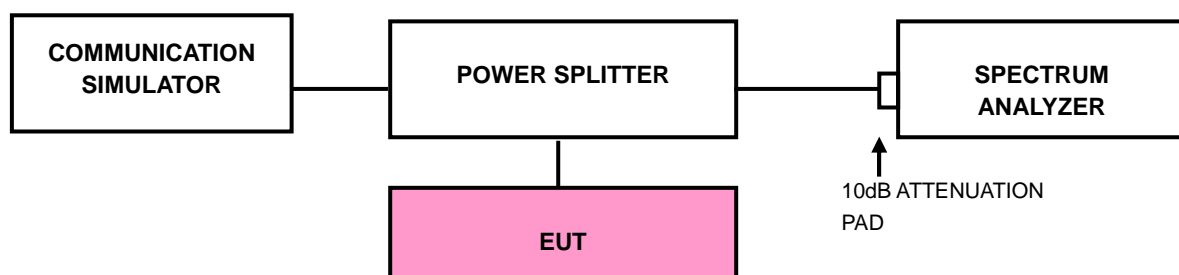 COMMUNICATION
SIMULATOR
POWER SPLITTER
SPECTRUM
ANALYZER
10dB ATTENUATION
PAD
EUT